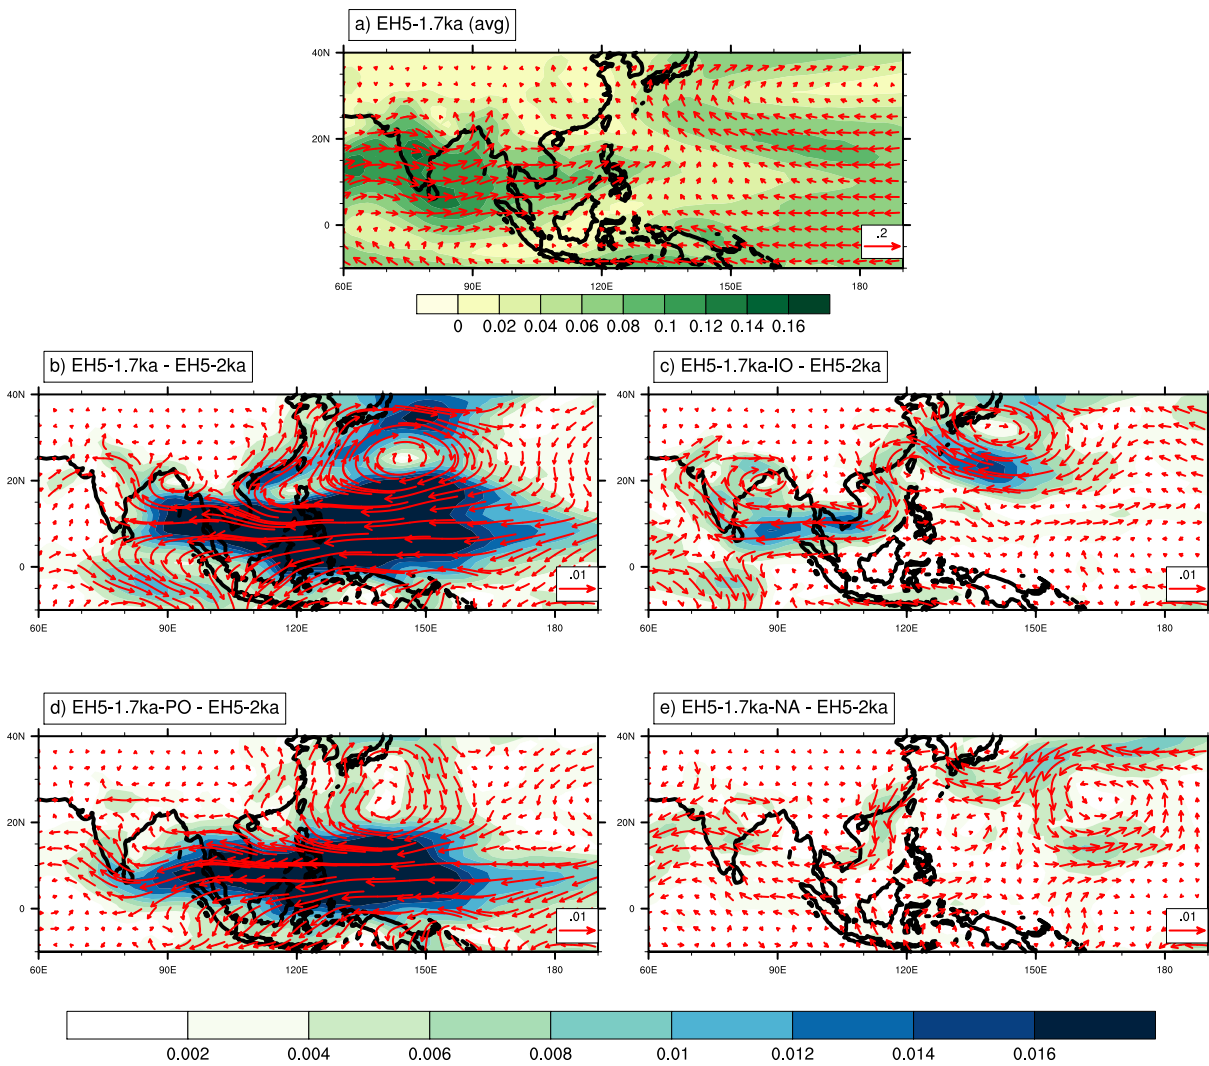 a) EH5-1.7ka (avg)
40N
20N
0
.2
60E 90E 120E 150E 180
0 0.02 0.04 0.06 0.08 0.1 0.12 0.14 0.16
b) EH5-1.7ka - EH5-2ka
40N
20N
0
.01
60E 90E 120E 150E 180
c) EH5-1.7ka-IO - EH5-2ka
40N
20N
0
.01
60E 90E 120E 150E 180
d) EH5-1.7ka-PO - EH5-2ka
40N
20N
0
.01
60E 90E 120E 150E 180
e) EH5-1.7ka-NA - EH5-2ka
40N
20N
0
.01
60E 90E 120E 150E 180
0.002 0.004 0.006 0.008 0.01 0.012 0.014 0.016